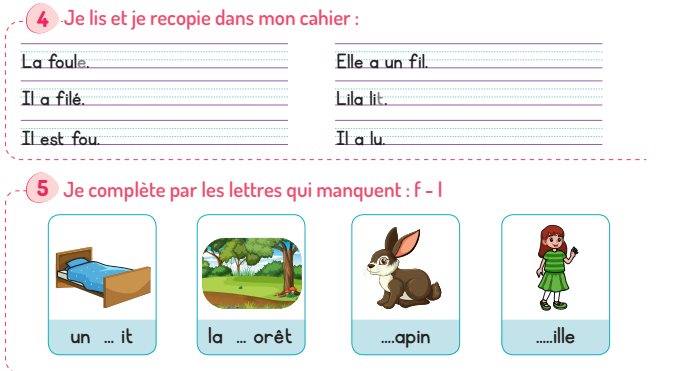 4 Je lis et je recopie dans mon cahier :
La foule.
Elle a un fil.
Il a filé.
Lila lit.
Il est fou.
Il a lu.
5 Je complète par les lettres qui manquent : f - l
un ... it
la ... orêt
....apin
.....ille